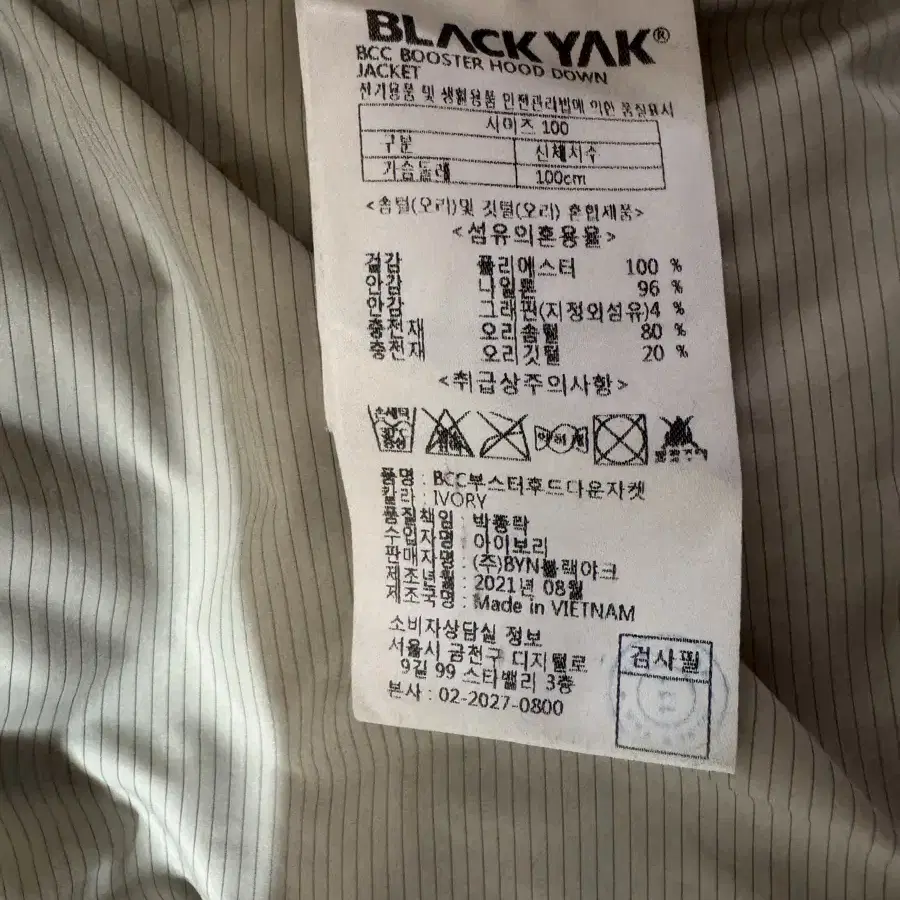 BLACKYAK®
BCC BOOSTER HOOD DOWN
JACKET
전기용품 및 생활용품 안전관리법에 의한 품질표시
사이즈 100
구분 신체치수
가슴둘레 100cm
<솜털(오리)및 깃털(오리) 혼합제품>
<섬유의혼용율>
겉감 폴리에스터 100 %
안감 나일론 96 %
안감 그래핀(지정외섬유)4 %
충전재 오리솜털 80 %
충전재 오리깃털 20 %
<취급상주의사항>
손세탁
중성
품명 : BCC부스터후드다운자켓
칼라 : IVORY
품질책임 : 박종락
수입자명 : 아이보리
판매자명 : (주)BYN블랙야크
제조년월 : 2021년 08월
제조국명 : Made in VIETNAM
소비자상담실 정보
서울시 금천구 디지털로
9길 99 스타밸리 3층
본사 : 02-2027-0800
검사필